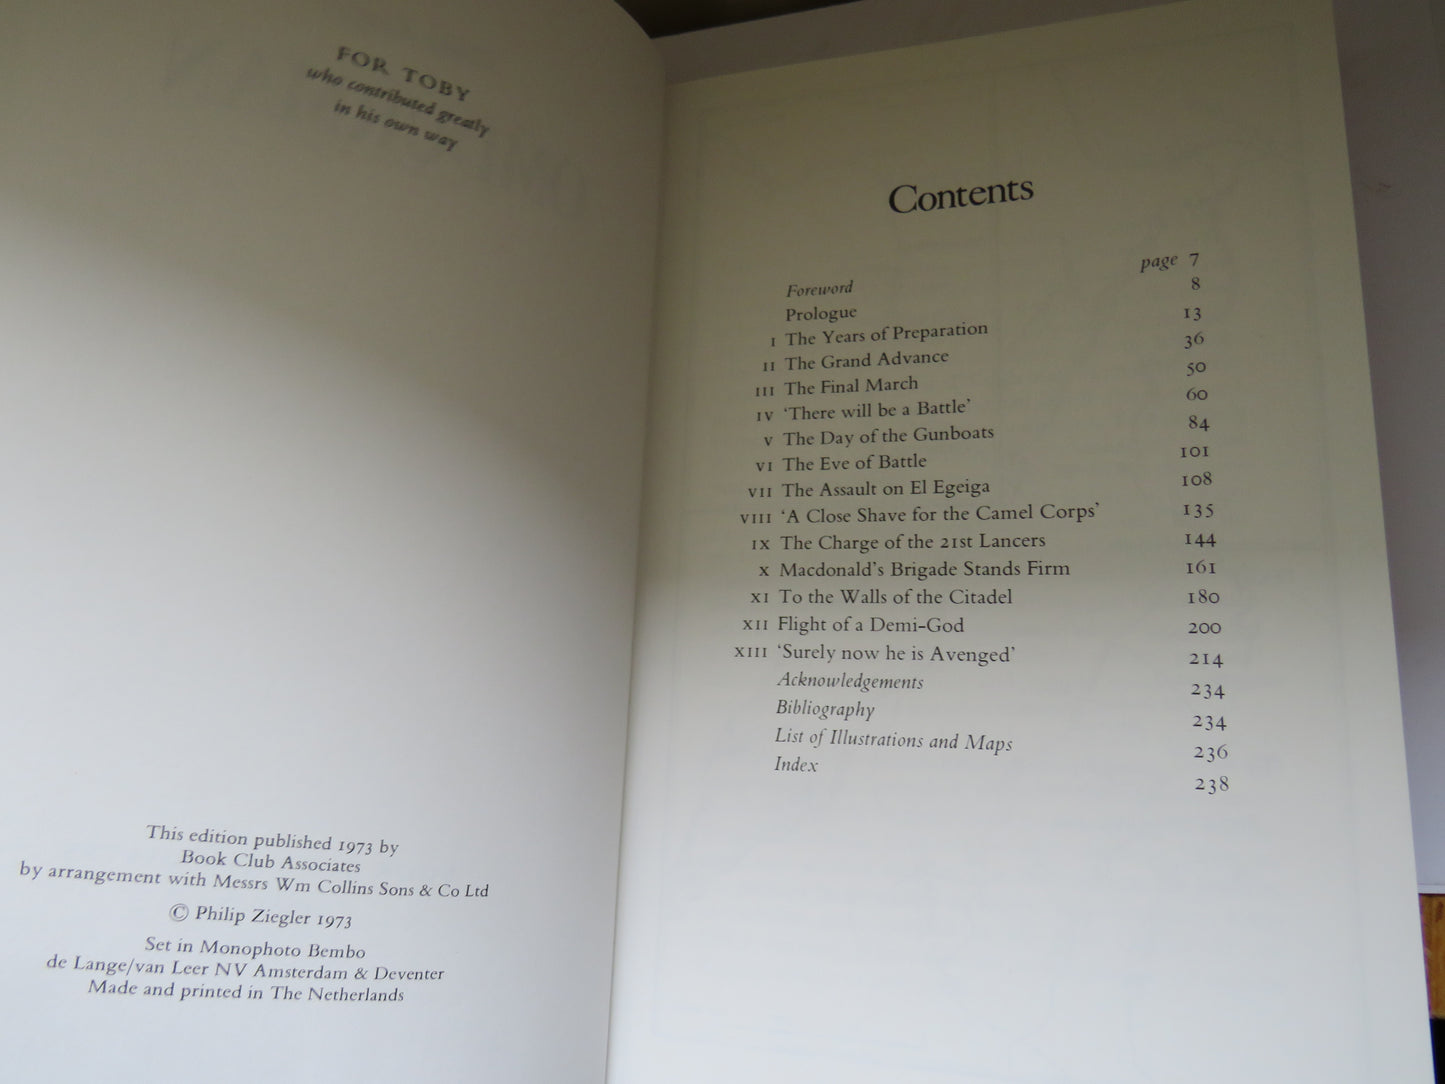 FOR TOBY
who contributed greatly
in his own way
This edition published 1973 by
Book Club Associates
by arrangement with Messrs Wm Collins Sons & Co Ltd
© Philip Ziegler 1973
Set in Monophoto Bembo
de Lange/van Leer NV Amsterdam & Deventer
Made and printed in The Netherlands
Contents
Foreword page 7
Prologue 8
I The Years of Preparation 13
II The Grand Advance 36
III The Final March 50
IV ‘There will be a Battle’ 60
V The Day of the Gunboats 84
VI The Eve of Battle 101
VII The Assault on El Egeiga 108
VIII ‘A Close Shave for the Camel Corps’ 135
IX The Charge of the 21st Lancers 144
X Macdonald’s Brigade Stands Firm 161
XI To the Walls of the Citadel 180
XII Flight of a Demi-God 200
XIII ‘Surely now he is Avenged’ 214
Acknowledgements 234
Bibliography 234
List of Illustrations and Maps 236
Index 238